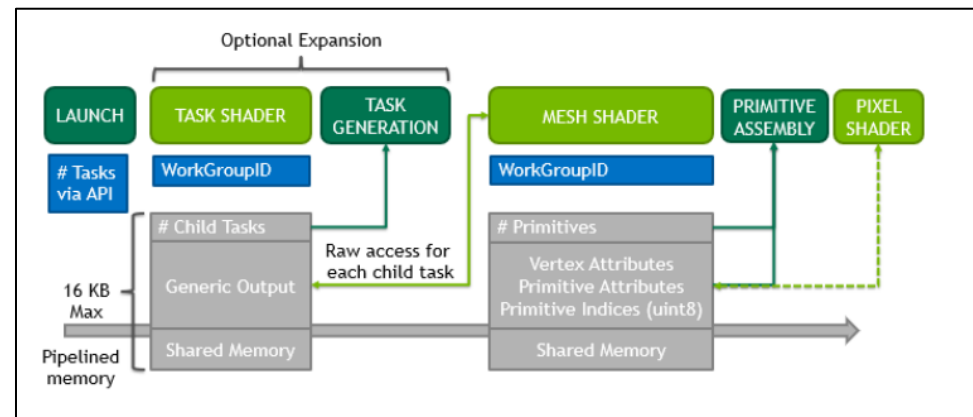 Optional Expansion
LAUNCH
TASK SHADER
TASK
GENERATION
MESH SHADER
PRIMITIVE
ASSEMBLY
PIXEL
SHADER
# Tasks
via API
WorkGroupID
WorkGroupID
# Child Tasks
# Primitives
Raw access for
each child task
Generic Output
Vertex Attributes
Primitive Attributes
Primitive Indices (uint8)
16 KB
Max
Shared Memory
Shared Memory
Pipelined
memory